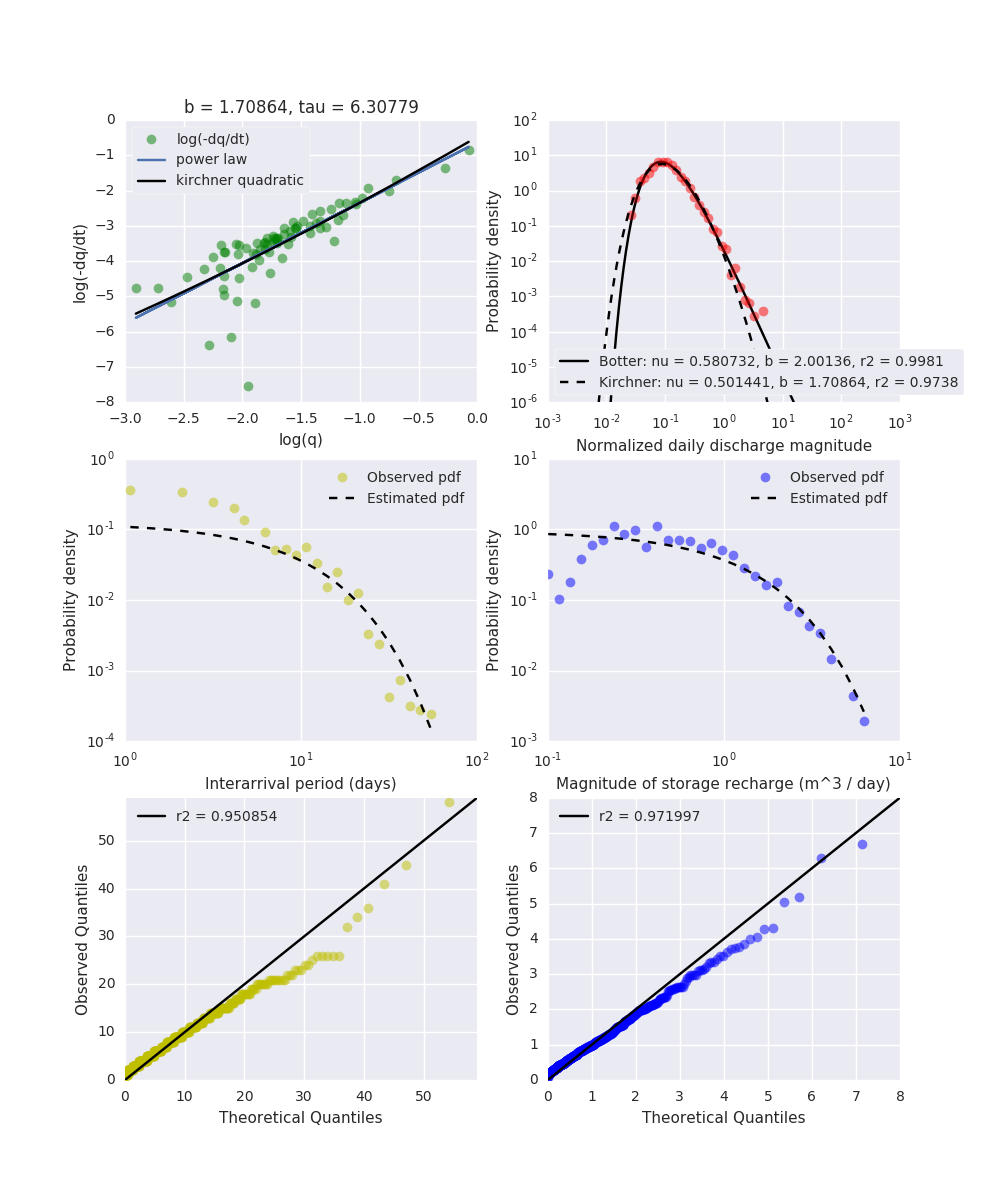 b = 1.70864, tau = 6.30779
log(-dq/dt)
power law
kirchner quadratic
0
−1
−2
−3
−4
−5
−6
−7
−8
log(-dq/dt)
−3.0 −2.5 −2.0 −1.5 −1.0 −0.5 0.0
log(q)
10^2
10^1
10^0
10^-1
10^-2
10^-3
10^-4
10^-5
10^-6
Probability density
Botter: nu = 0.580732, b = 2.00136, r2 = 0.9981
Kirchner: nu = 0.501441, b = 1.70864, r2 = 0.9738
10^-3 10^-2 10^-1 10^0 10^1 10^2 10^3
Normalized daily discharge magnitude
Observed pdf
Estimated pdf
10^0
10^-1
10^-2
10^-3
10^-4
Probability density
10^0 10^1 10^2
Interarrival period (days)
Observed pdf
Estimated pdf
10^1
10^0
10^-1
10^-2
10^-3
Probability density
10^-1 10^0 10^1
Magnitude of storage recharge (m^3 / day)
r2 = 0.950854
50
40
30
20
10
0
Observed Quantiles
0 10 20 30 40 50
Theoretical Quantiles
r2 = 0.971997
8
7
6
5
4
3
2
1
0
Observed Quantiles
0 1 2 3 4 5 6 7 8
Theoretical Quantiles